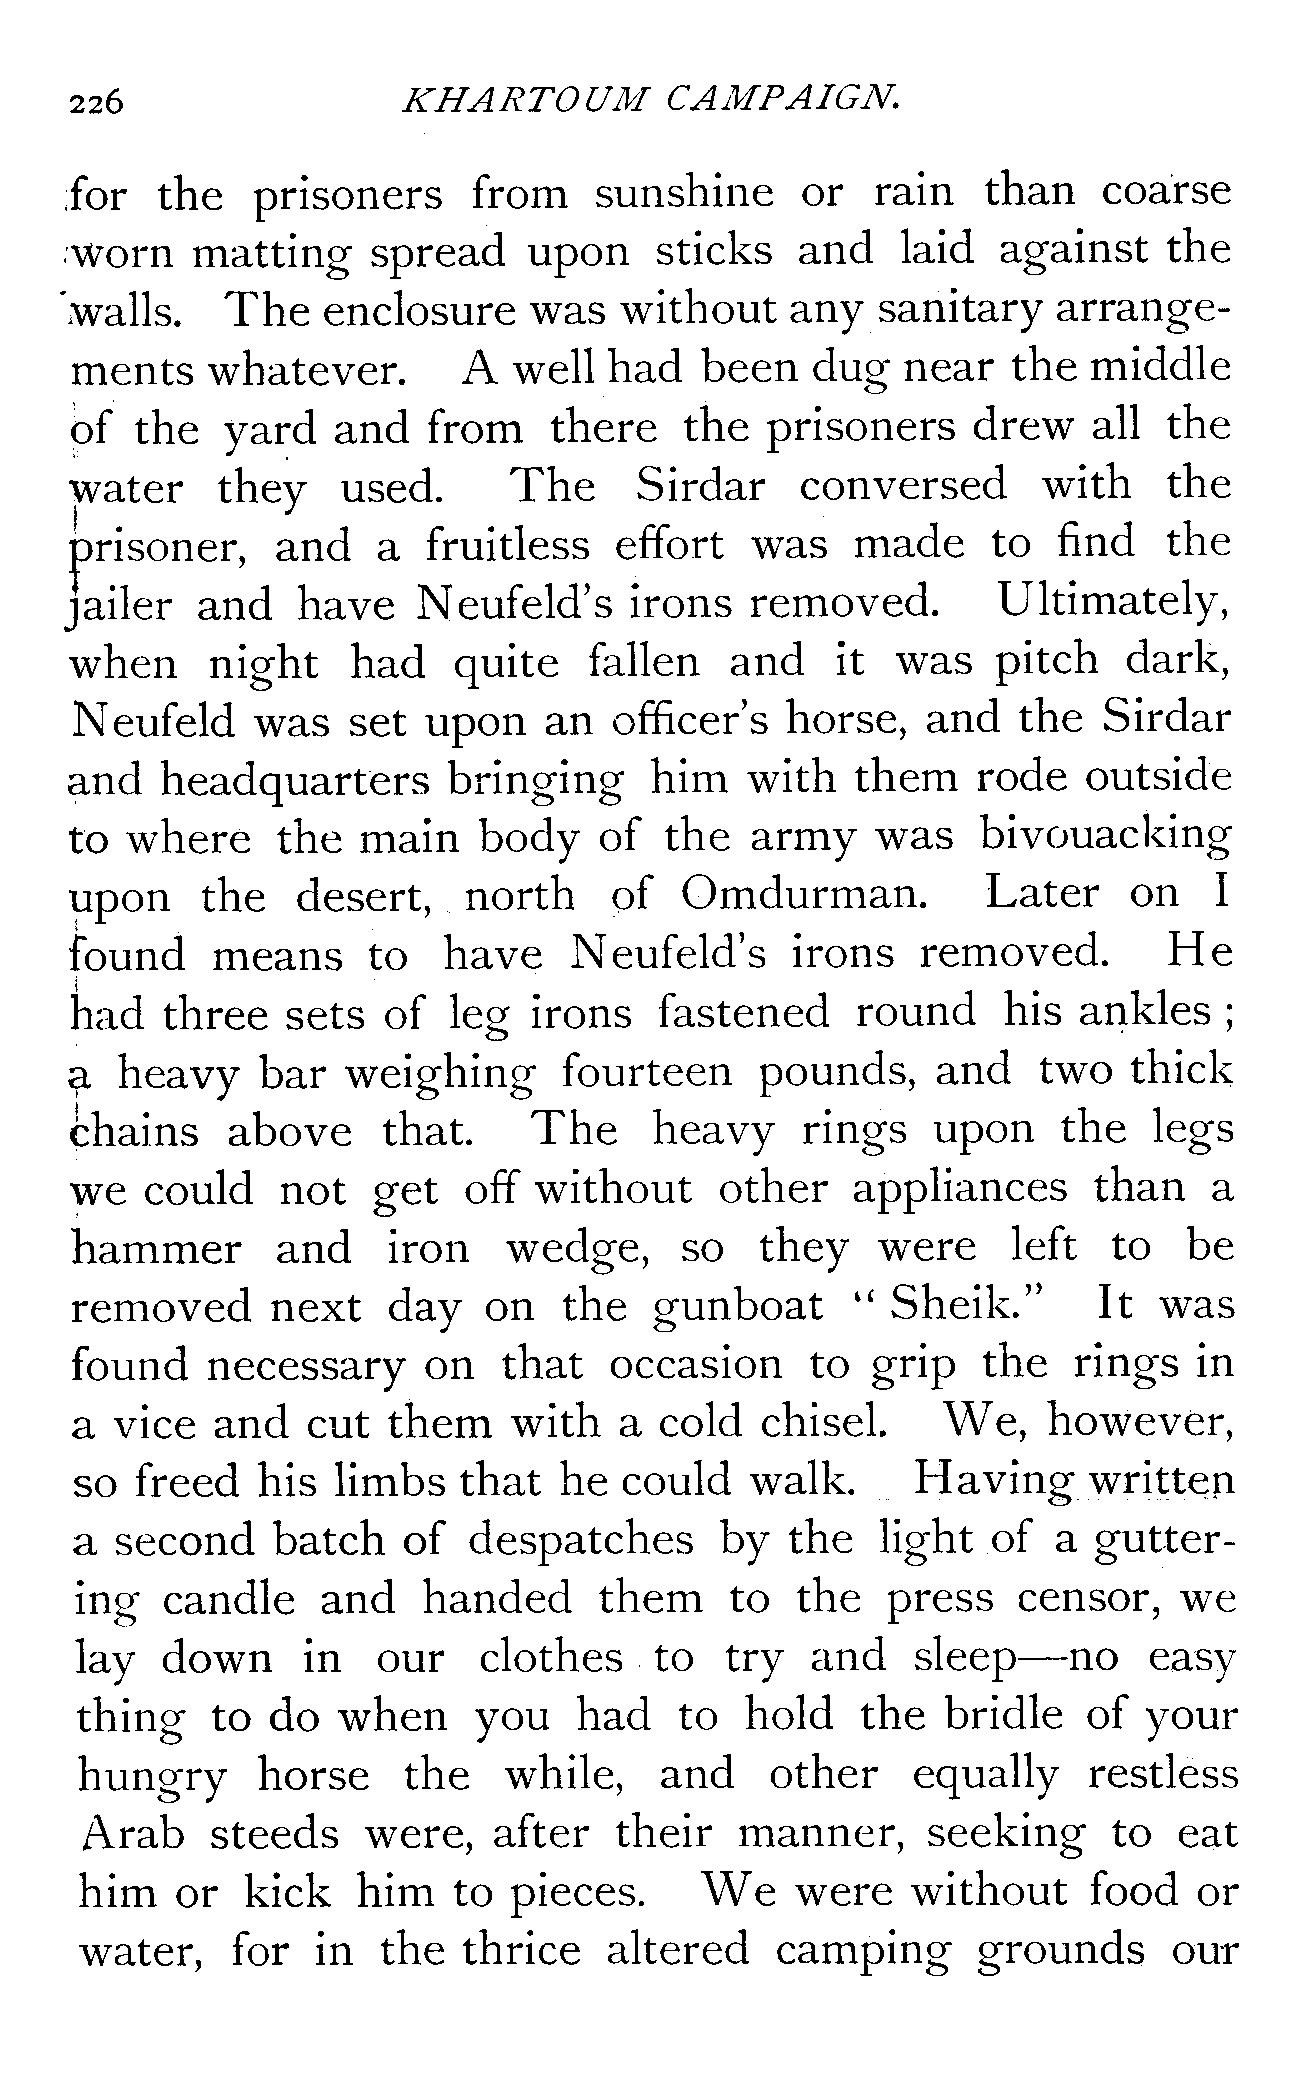 226 KHARTOUM CAMPAIGN.
for the prisoners from sunshine or rain than coarse
worn matting spread upon sticks and laid against the
walls. The enclosure was without any sanitary arrange-
ments whatever. A well had been dug near the middle
of the yard and from there the prisoners drew all the
water they used. The Sirdar conversed with the
prisoner, and a fruitless effort was made to find the
jailer and have Neufeld's irons removed. Ultimately,
when night had quite fallen and it was pitch dark,
Neufeld was set upon an officer's horse, and the Sirdar
and headquarters bringing him with them rode outside
to where the main body of the army was bivouacking
upon the desert, north of Omdurman. Later on I
found means to have Neufeld's irons removed. He
had three sets of leg irons fastened round his ankles ;
a heavy bar weighing fourteen pounds, and two thick
chains above that. The heavy rings upon the legs
we could not get off without other appliances than a
hammer and iron wedge, so they were left to be
removed next day on the gunboat “ Sheik.” It was
found necessary on that occasion to grip the rings in
a vice and cut them with a cold chisel. We, however,
so freed his limbs that he could walk. Having written
a second batch of despatches by the light of a gutter-
ing candle and handed them to the press censor, we
lay down in our clothes to try and sleep—no easy
thing to do when you had to hold the bridle of your
hungry horse the while, and other equally restless
Arab steeds were, after their manner, seeking to eat
him or kick him to pieces. We were without food or
water, for in the thrice altered camping grounds our